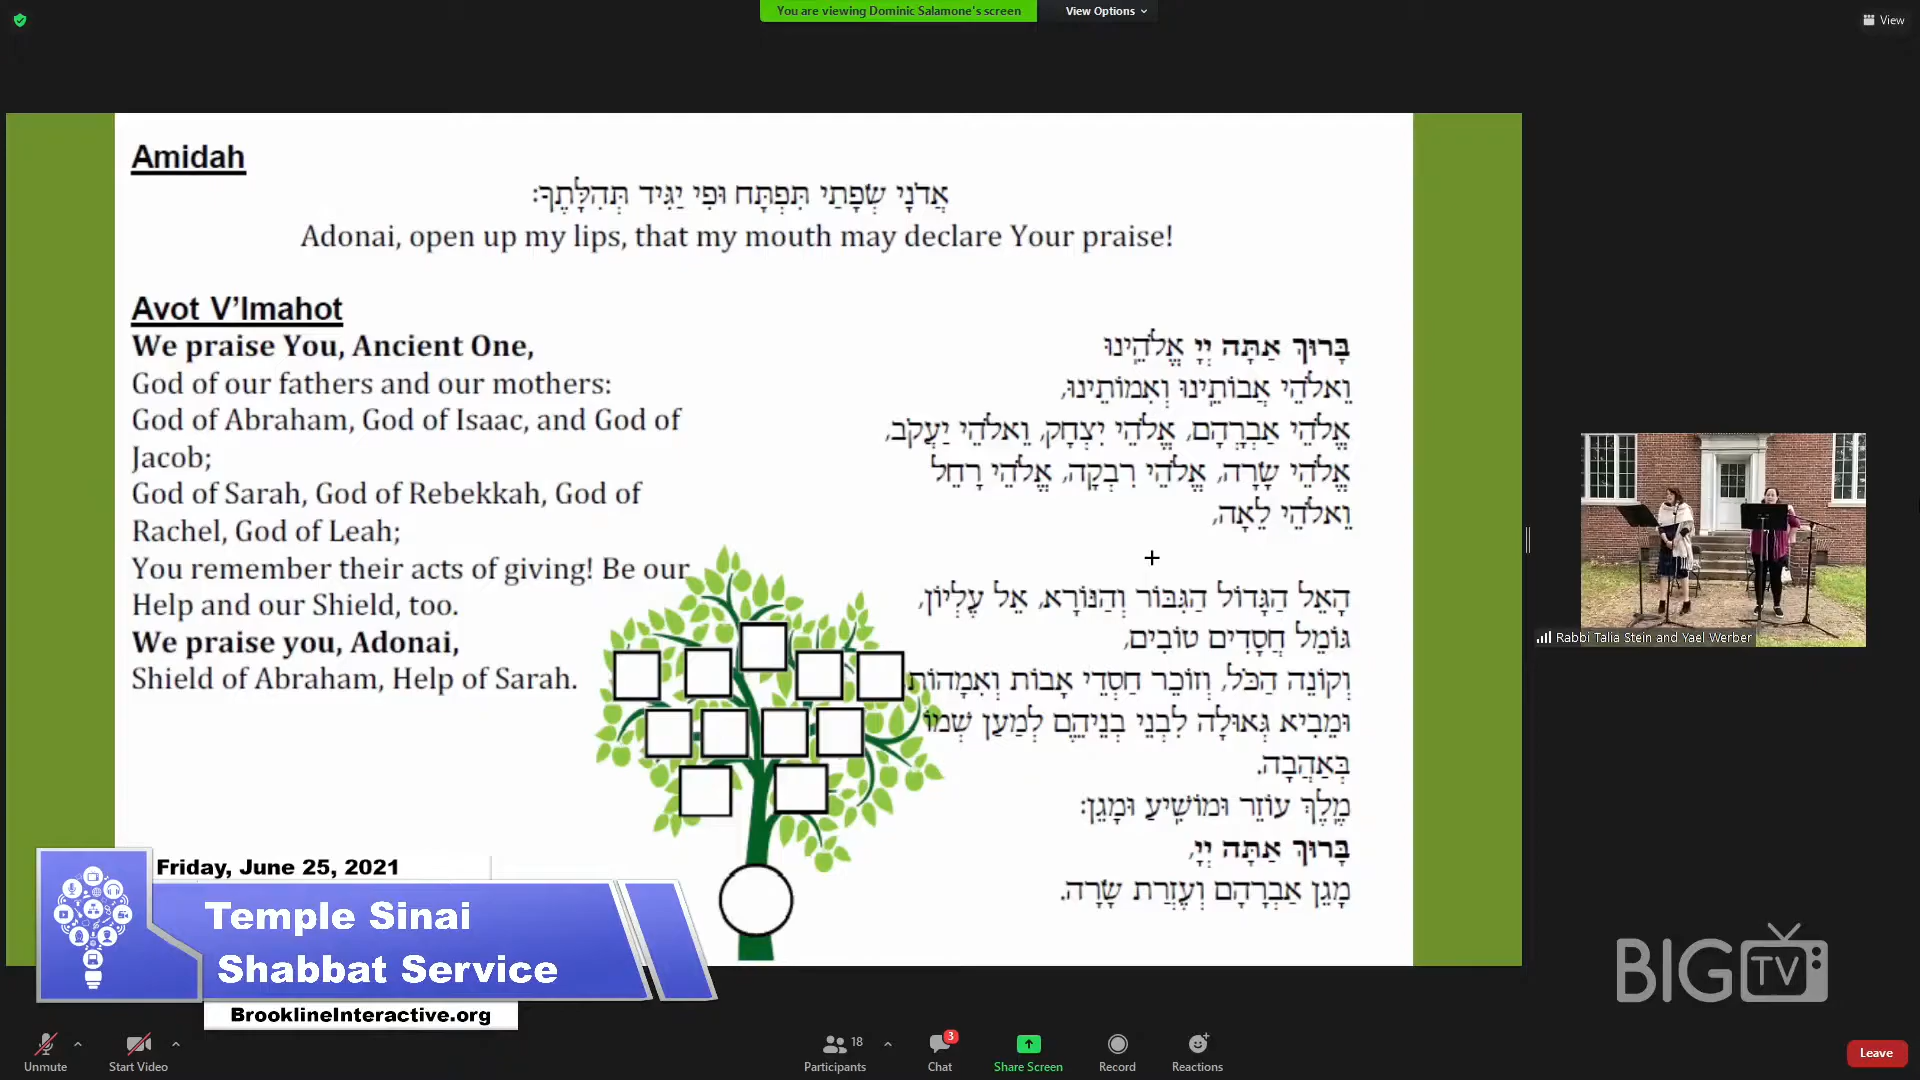 You are viewing Dominic Salamone's screen
View Options
View
Amidah
אֲדֹנָי שְׂפָתַי תִּפְתָּח וּפִי יַגִּיד תְּהִלָּתֶךָ:
Adonai, open up my lips, that my mouth may declare Your praise!
Avot V'Imahot
We praise You, Ancient One,
God of our fathers and our mothers:
God of Abraham, God of Isaac, and God of
Jacob;
God of Sarah, God of Rebekkah, God of
Rachel, God of Leah;
You remember their acts of giving! Be our
Help and our Shield, too.
We praise you, Adonai,
Shield of Abraham, Help of Sarah.
בָּרוּךְ אַתָּה יְיָ אֱלֹהֵינוּ
וֵאלֹהֵי אֲבוֹתֵינוּ וְאִמוֹתֵינוּ,
אֱלֹהֵי אַבְרָהָם, אֱלֹהֵי יִצְחָק, וֵאלֹהֵי יַעֲקֹב,
אֱלֹהֵי שָׂרָה, אֱלֹהֵי רִבְקָה, אֱלֹהֵי רָחֵל
וֵאלֹהֵי לֵאָה,
הָאֵל הַגָּדוֹל הַגִּבּוֹר וְהַנּוֹרָא, אֵל עֶלְיוֹן,
גּוֹמֵל חֲסָדִים טוֹבִים,
וְקוֹנֵה הַכֹּל, וְזוֹכֵר חַסְדֵי אָבוֹת וְאִמָהוֹת
וּמֵבִיא גְּאוּלָה לִבְנֵי בְנֵיהֶם לְמַעַן שְׁמוֹ
בְּאַהֲבָה.
מֶלֶךְ עוֹזֵר וּמוֹשִׁיעַ וּמָגֵן:
בָּרוּךְ אַתָּה יְיָ,
מָגֵן אַבְרָהָם וְעֶזְרַת שָׂרָה.
Rabbi Talia Stein and Yael Werber
Friday, June 25, 2021
Temple Sinai
Shabbat Service
BrooklineInteractive.org
BIG TV
Unmute
Start Video
18
Participants
3
Chat
Share Screen
Record
Reactions
Leave